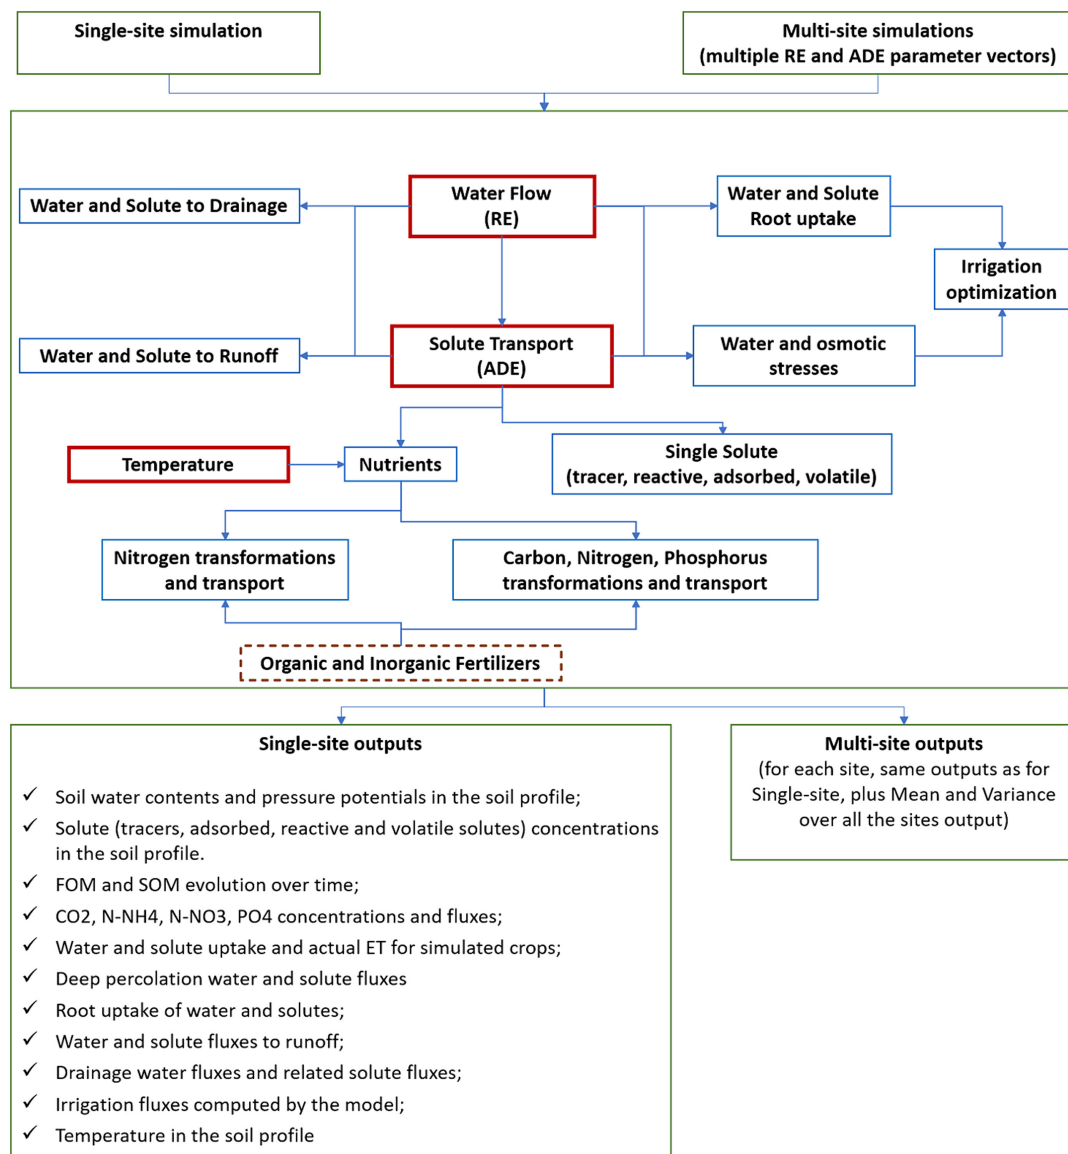 Single-site simulation
Multi-site simulations
(multiple RE and ADE parameter vectors)
Water and Solute to Drainage
Water Flow
(RE)
Water and Solute
Root uptake
Irrigation
optimization
Water and Solute to Runoff
Solute Transport
(ADE)
Water and osmotic
stresses
Temperature
Nutrients
Single Solute
(tracer, reactive, adsorbed, volatile)
Nitrogen transformations
and transport
Carbon, Nitrogen, Phosphorus
transformations and transport
Organic and Inorganic Fertilizers
Single-site outputs
✓ Soil water contents and pressure potentials in the soil profile;
✓ Solute (tracers, adsorbed, reactive and volatile solutes) concentrations
in the soil profile.
✓ FOM and SOM evolution over time;
✓ CO2, N-NH4, N-NO3, PO4 concentrations and fluxes;
✓ Water and solute uptake and actual ET for simulated crops;
✓ Deep percolation water and solute fluxes
✓ Root uptake of water and solutes;
✓ Water and solute fluxes to runoff;
✓ Drainage water fluxes and related solute fluxes;
✓ Irrigation fluxes computed by the model;
✓ Temperature in the soil profile
Multi-site outputs
(for each site, same outputs as for
Single-site, plus Mean and Variance
over all the sites output)